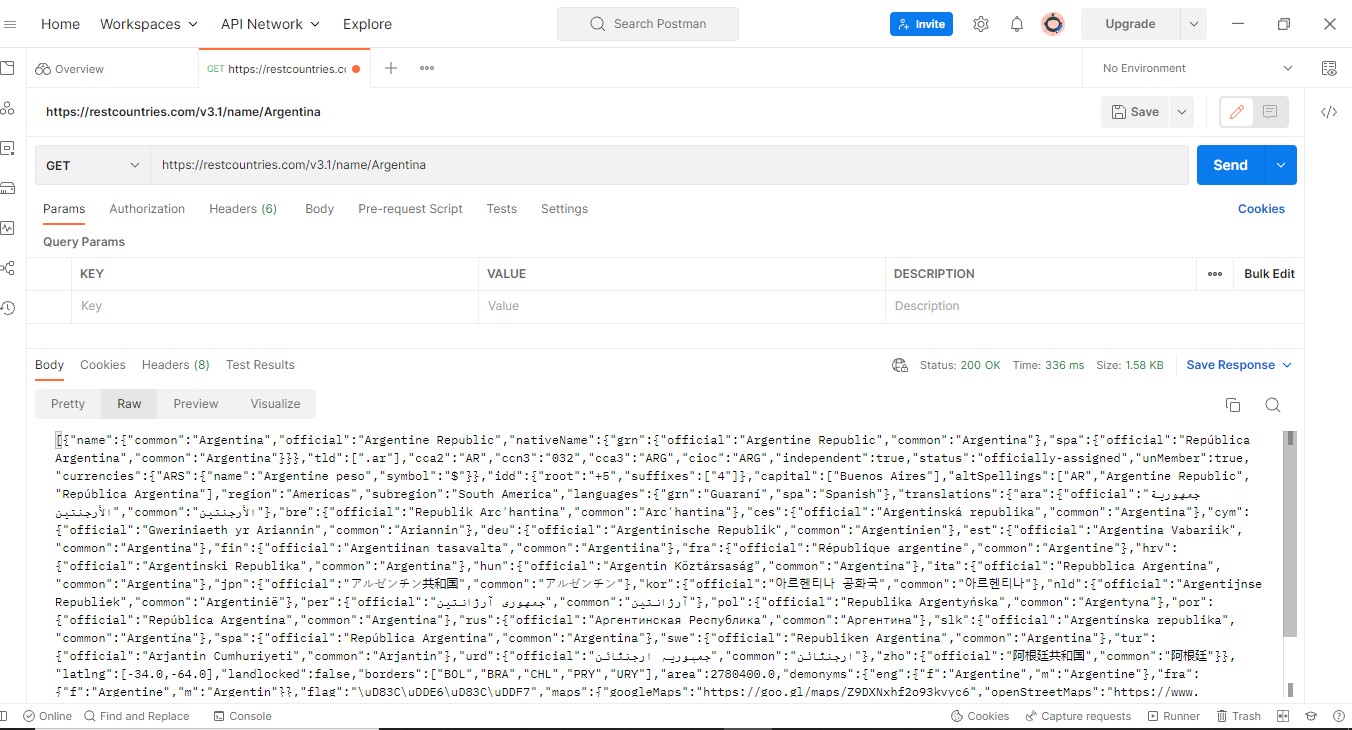 Home Workspaces API Network Explore Search Postman Invite Upgrade
Overview GET https://restcountries.cc No Environment
https://restcountries.com/v3.1/name/Argentina Save
GET https://restcountries.com/v3.1/name/Argentina Send
Params Authorization Headers (6) Body Pre-request Script Tests Settings Cookies
Query Params
KEY VALUE DESCRIPTION Bulk Edit
Key Value Description
Body Cookies Headers (8) Test Results Status: 200 OK Time: 336 ms Size: 1.58 KB Save Response
Pretty Raw Preview Visualize
[{"name":{"common":"Argentina","official":"Argentine Republic","nativeName":{"grn":{"official":"Argentine Republic","common":"Argentina"},"spa":{"official":"República
Argentina","common":"Argentina"}}},"tld":[".ar"],"cca2":"AR","ccn3":"032","cca3":"ARG","cioc":"ARG","independent":true,"status":"officially-assigned","unMember":true,
"currencies":{"ARS":{"name":"Argentine peso","symbol":"$"}},"idd":{"root":"+5","suffixes":["4"]},"capital":["Buenos Aires"],"altSpellings":["AR","Argentine Republic",
"República Argentina"],"region":"Americas","subregion":"South America","languages":{"grn":"Guaraní","spa":"Spanish"},"translations":{"ara":{"official":"جمهورية
الأرجنتين","common":"الأرجنتين"},"bre":{"official":"Republik Arc'hantina","common":"Arc'hantina"},"ces":{"official":"Argentinská republika","common":"Argentina"},"cym":
{"official":"Gweriniaeth yr Ariannin","common":"Ariannin"},"deu":{"official":"Argentinische Republik","common":"Argentinien"},"est":{"official":"Argentina Vabariik",
"common":"Argentina"},"fin":{"official":"Argentiinan tasavalta","common":"Argentiina"},"fra":{"official":"République argentine","common":"Argentine"},"hrv":
{"official":"Argentinski Republika","common":"Argentina"},"hun":{"official":"Argentin Köztársaság","common":"Argentina"},"ita":{"official":"Repubblica Argentina",
"common":"Argentina"},"jpn":{"official":"アルゼンチン共和国","common":"アルゼンチン"},"kor":{"official":"아르헨티나 공화국","common":"아르헨티나"},"nld":{"official":"Argentijnse
Republiek","common":"Argentinië"},"per":{"official":"جمهوری آرژانتین","common":"آرژانتین"},"pol":{"official":"Republika Argentyńska","common":"Argentyna"},"por":
{"official":"República Argentina","common":"Argentina"},"rus":{"official":"Аргентинская Республика","common":"Аргентина"},"slk":{"official":"Argentínska republika",
"common":"Argentína"},"spa":{"official":"República Argentina","common":"Argentina"},"swe":{"official":"Republiken Argentina","common":"Argentina"},"tur":
{"official":"Arjantin Cumhuriyeti","common":"Arjantin"},"urd":{"official":"جمہوریہ ارجنٹائن","common":"ارجنٹائن"},"zho":{"official":"阿根廷共和国","common":"阿根廷"}},
"latlng":[-34.0,-64.0],"landlocked":false,"borders":["BOL","BRA","CHL","PRY","URY"],"area":2780400.0,"demonyms":{"eng":{"f":"Argentine","m":"Argentine"},"fra":
{"f":"Argentine","m":"Argentin"}},"flag":"\uD83C\uDDE6\uD83C\uDDF7","maps":{"googleMaps":"https://goo.gl/maps/Z9DXNxhf2o93kvyc6","openStreetMaps":"https://www.
Online Find and Replace Console Cookies Capture requests Runner Trash